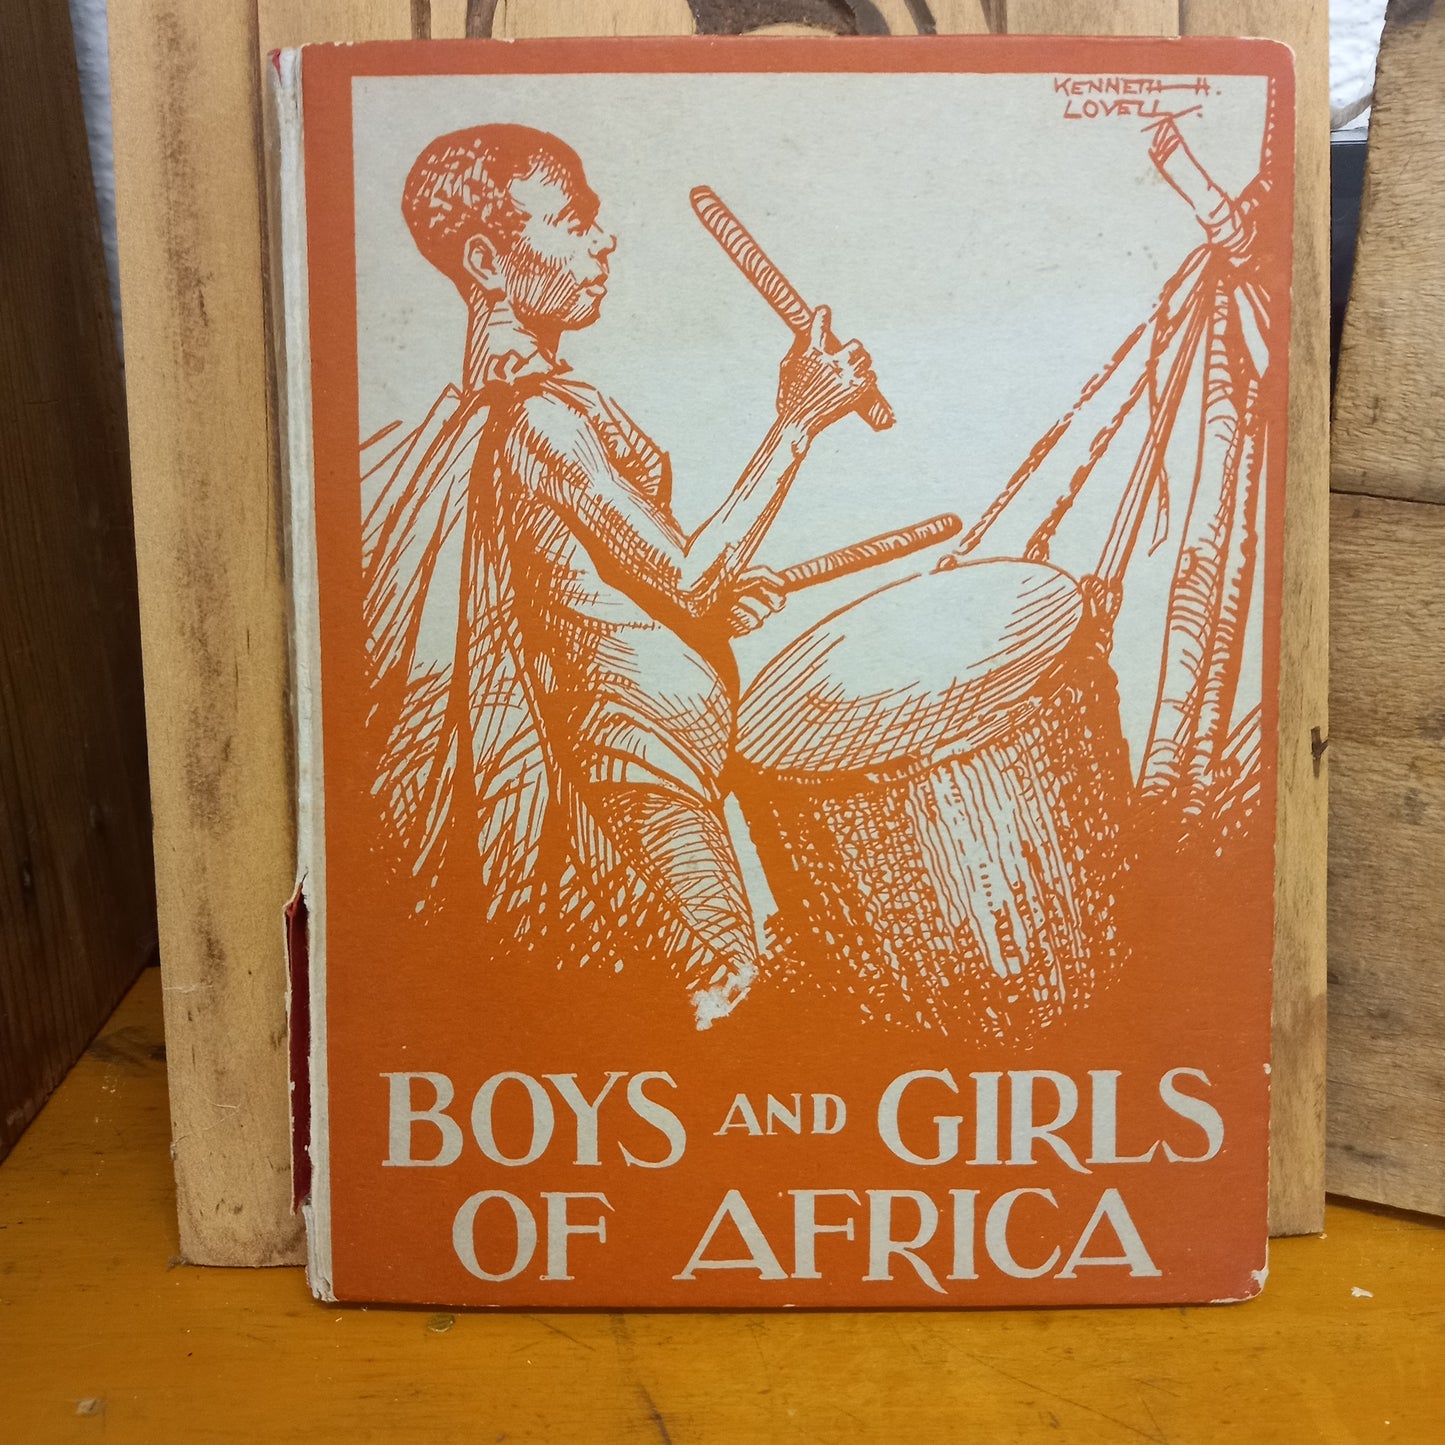 KENNETH H.
LOVELL.
BOYS AND GIRLS
OF AFRICA